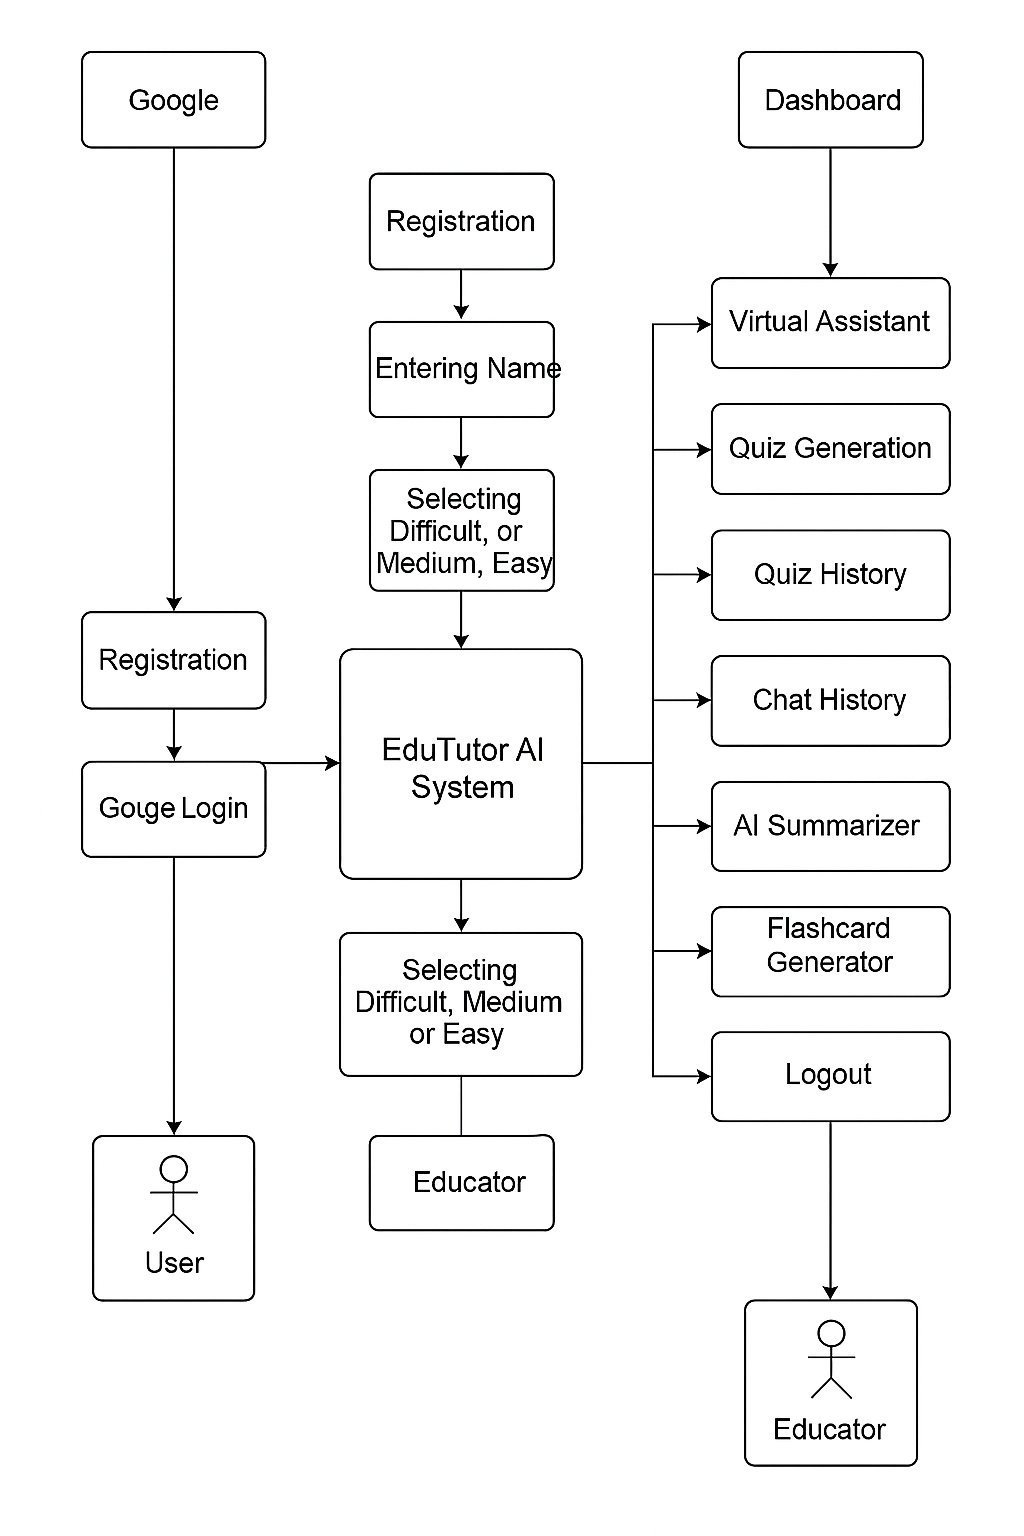 Google
Dashboard
Registration
Entering Name
Selecting
Difficult, or
Medium, Easy
Registration
Gouge Login
EduTutor AI
System
Selecting
Difficult, Medium
or Easy
Educator
User
Virtual Assistant
Quiz Generation
Quiz History
Chat History
AI Summarizer
Flashcard
Generator
Logout
Educator